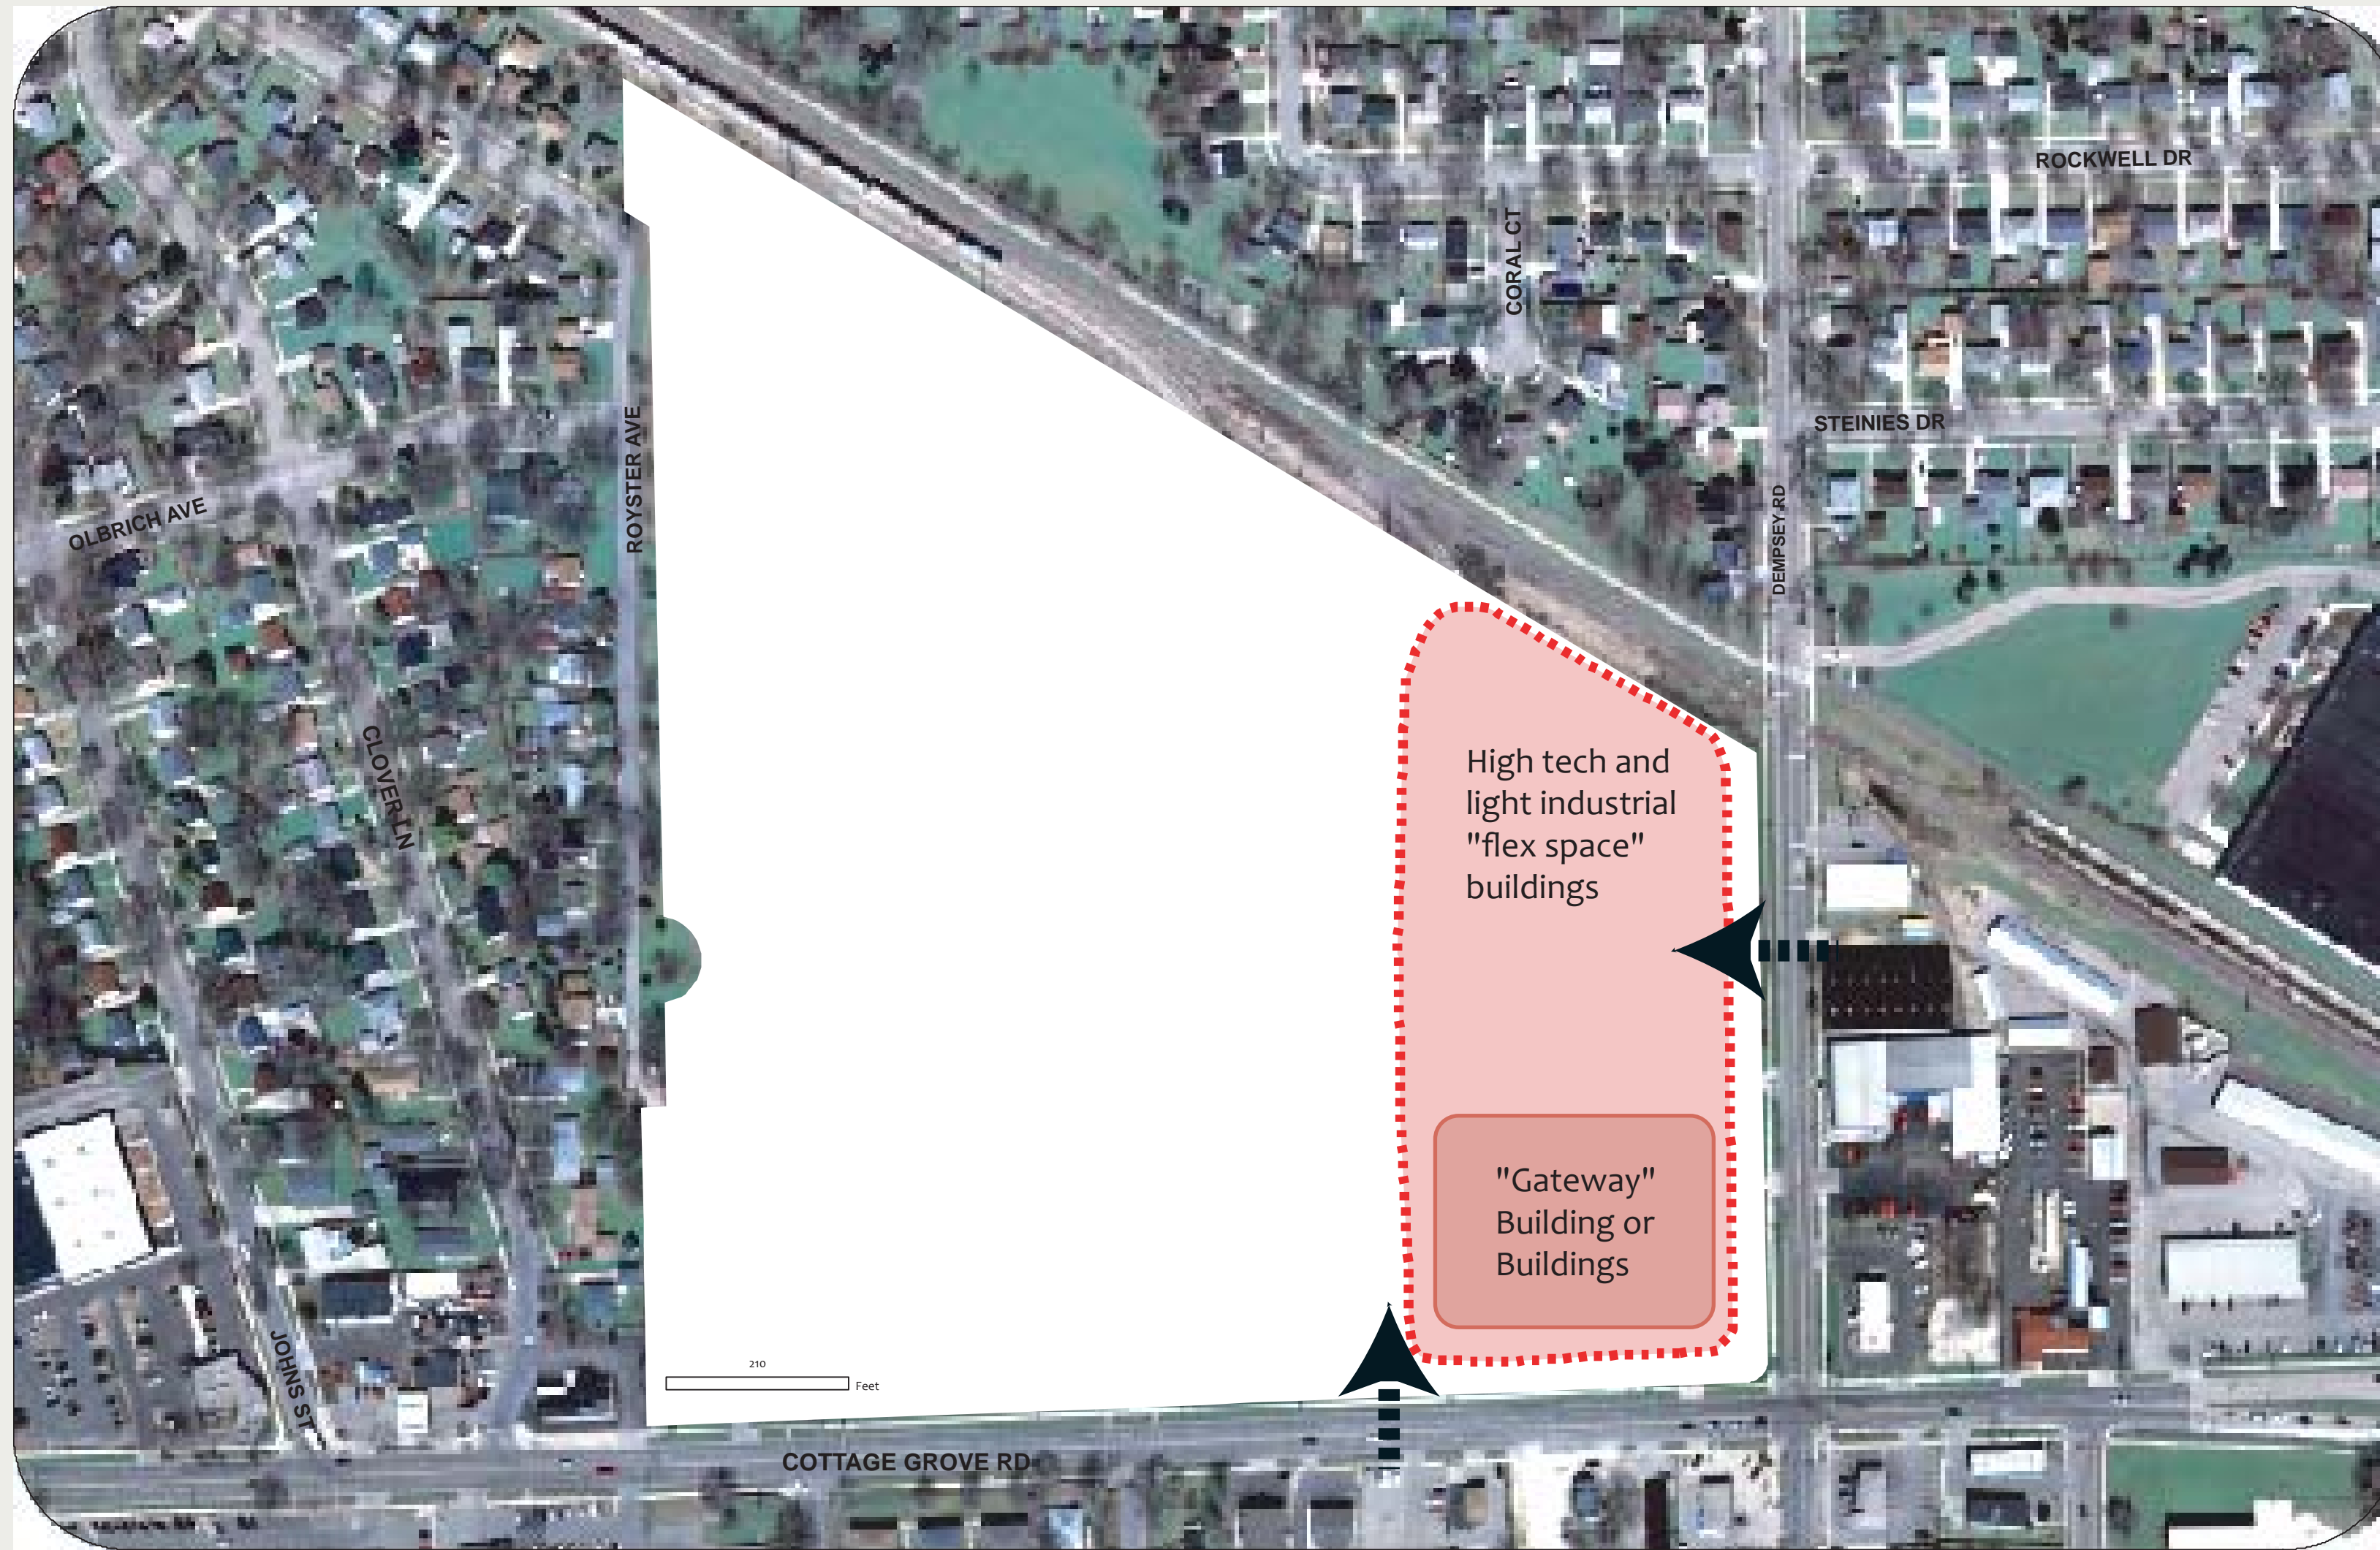 ROCKWELL DR
CORAL CT
STEINIES DR
ROYSTER AVE
DEMPSEY RD
OLBRICH AVE
CLOVER LN
High tech and
light industrial
"flex space"
buildings
"Gateway"
Building or
Buildings
JOHNS ST
210
Feet
COTTAGE GROVE RD